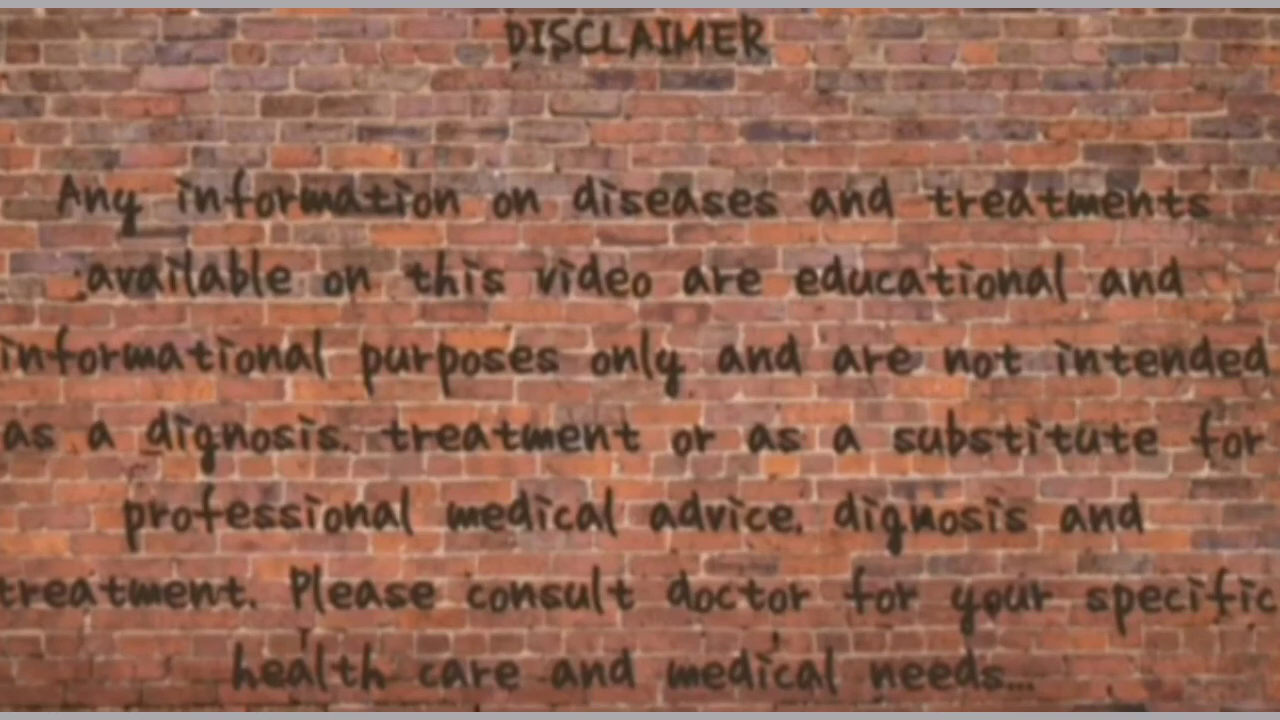 DISCLAIMER
Any information on diseases and treatments
available on this video are educational and
informational purposes only and are not intended
as a dignosis. treatment or as a substitute for
professional medical advice. dignosis and
treatment. Please consult doctor for your specific
health care and medical needs...